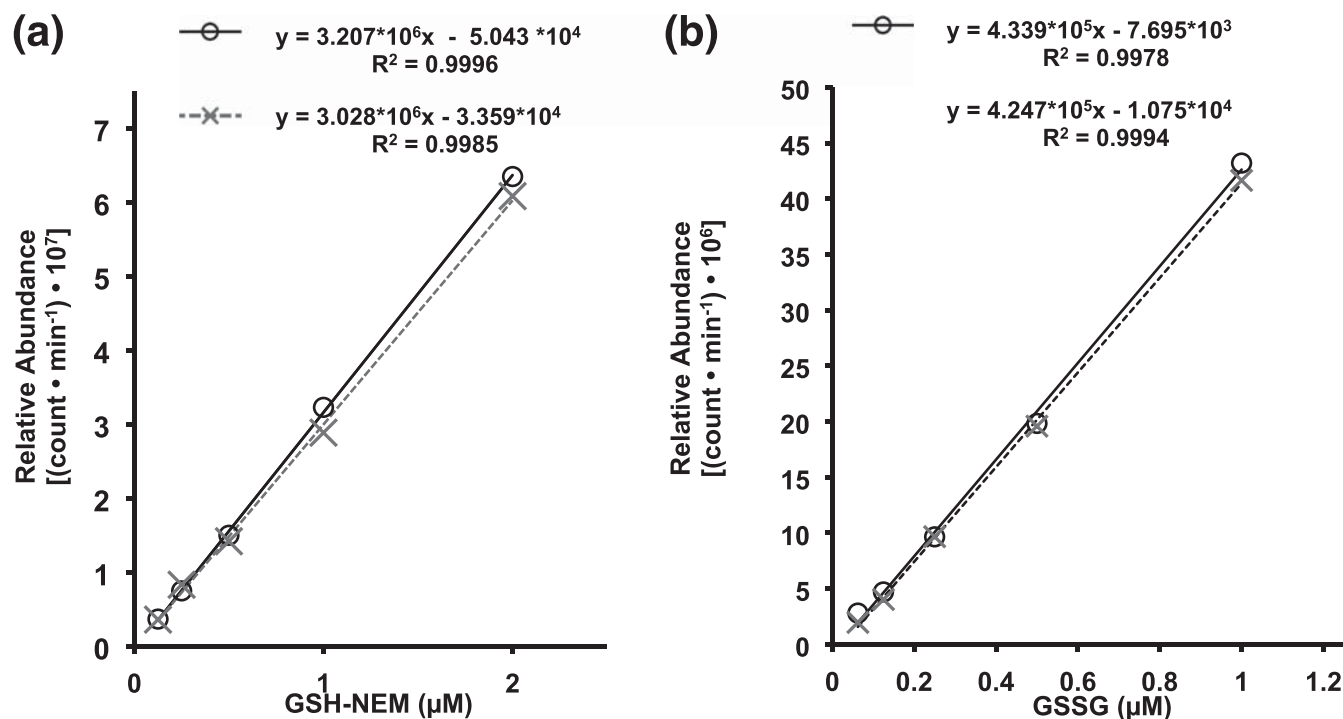 (a)
y = 3.207*10⁶x - 5.043 *10⁴
R² = 0.9996
y = 3.028*10⁶x - 3.359*10⁴
R² = 0.9985
7
6
5
4
3
2
1
0
0 1 2
Relative Abundance
[(count • min⁻¹) • 10⁷]
GSH-NEM (µM)
(b)
y = 4.339*10⁵x - 7.695*10³
R² = 0.9978
y = 4.247*10⁵x - 1.075*10⁴
R² = 0.9994
50
45
40
35
30
25
20
15
10
5
0
0 0.2 0.4 0.6 0.8 1 1.2
Relative Abundance
[(count • min⁻¹) • 10⁶]
GSSG (µM)